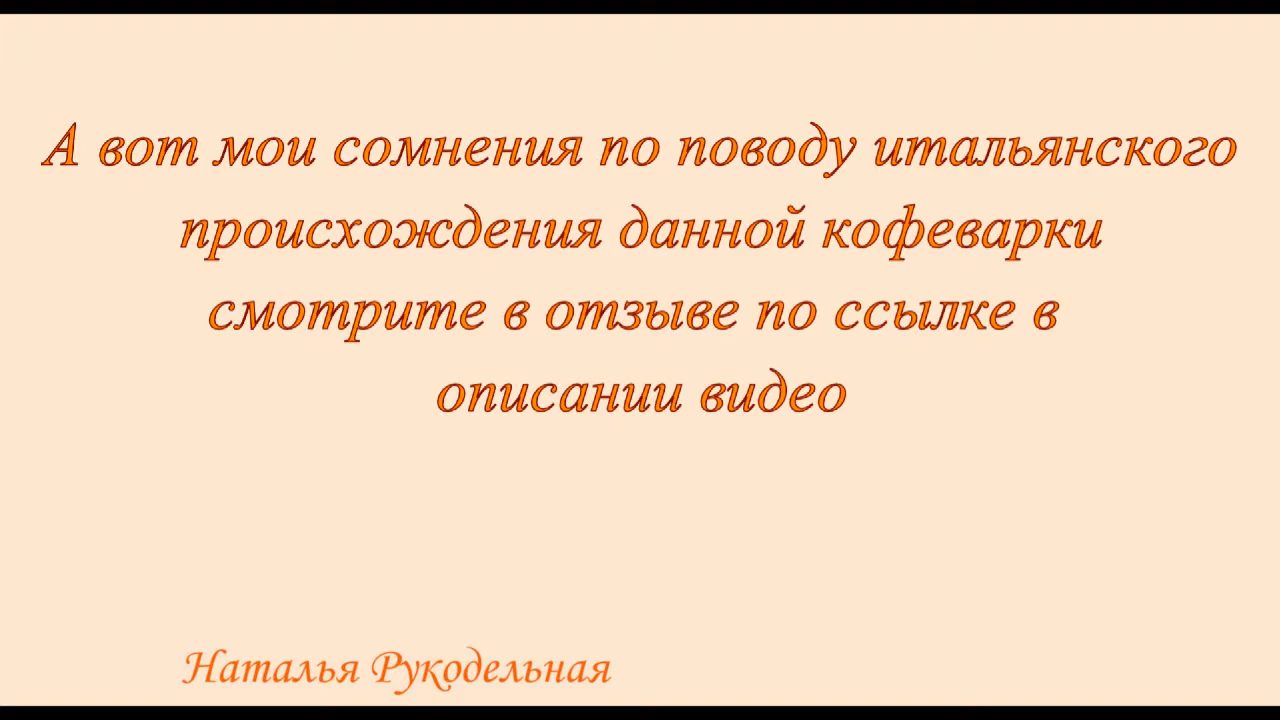 А вот мои сомнения по поводу итальянского
происхождения данной кофеварки
смотрите в отзыве по ссылке в
описании видео
Наталья Рукодельная